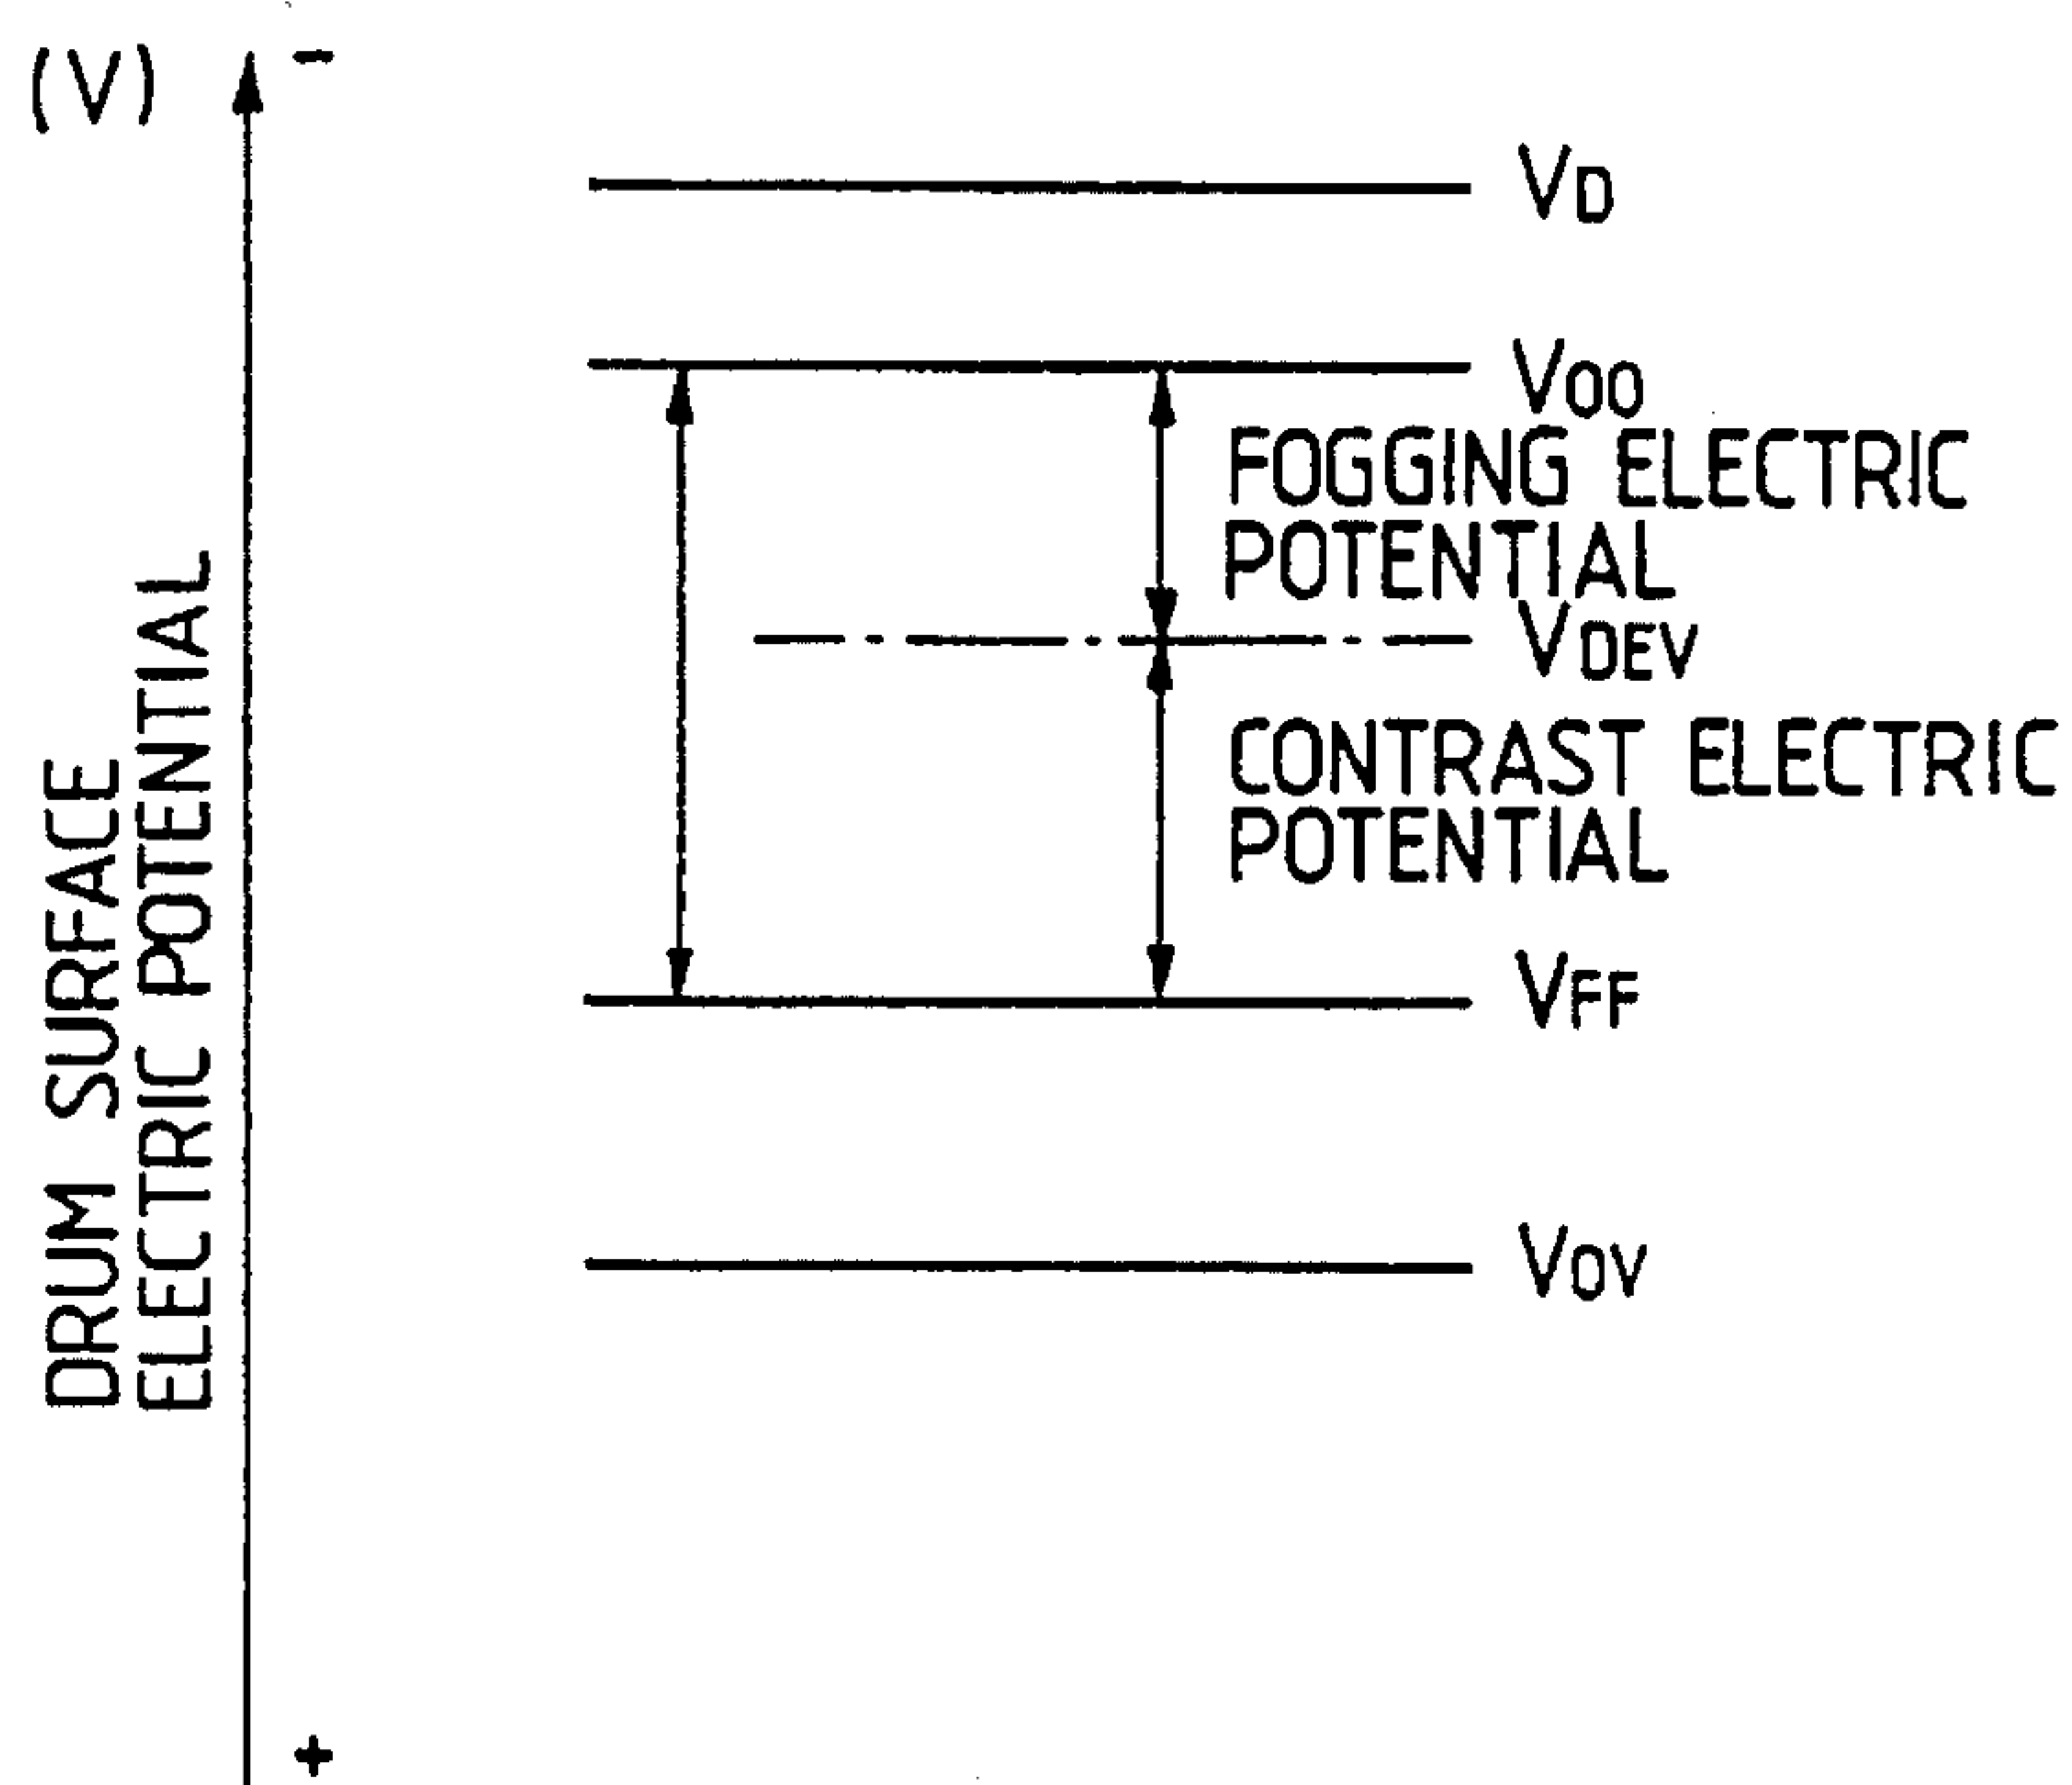 (V)
-
DRUM SURFACE
ELECTRIC POTENTIAL
VD
VOO
FOGGING ELECTRIC
POTENTIAL
VDEV
CONTRAST ELECTRIC
POTENTIAL
VFF
VOV
+